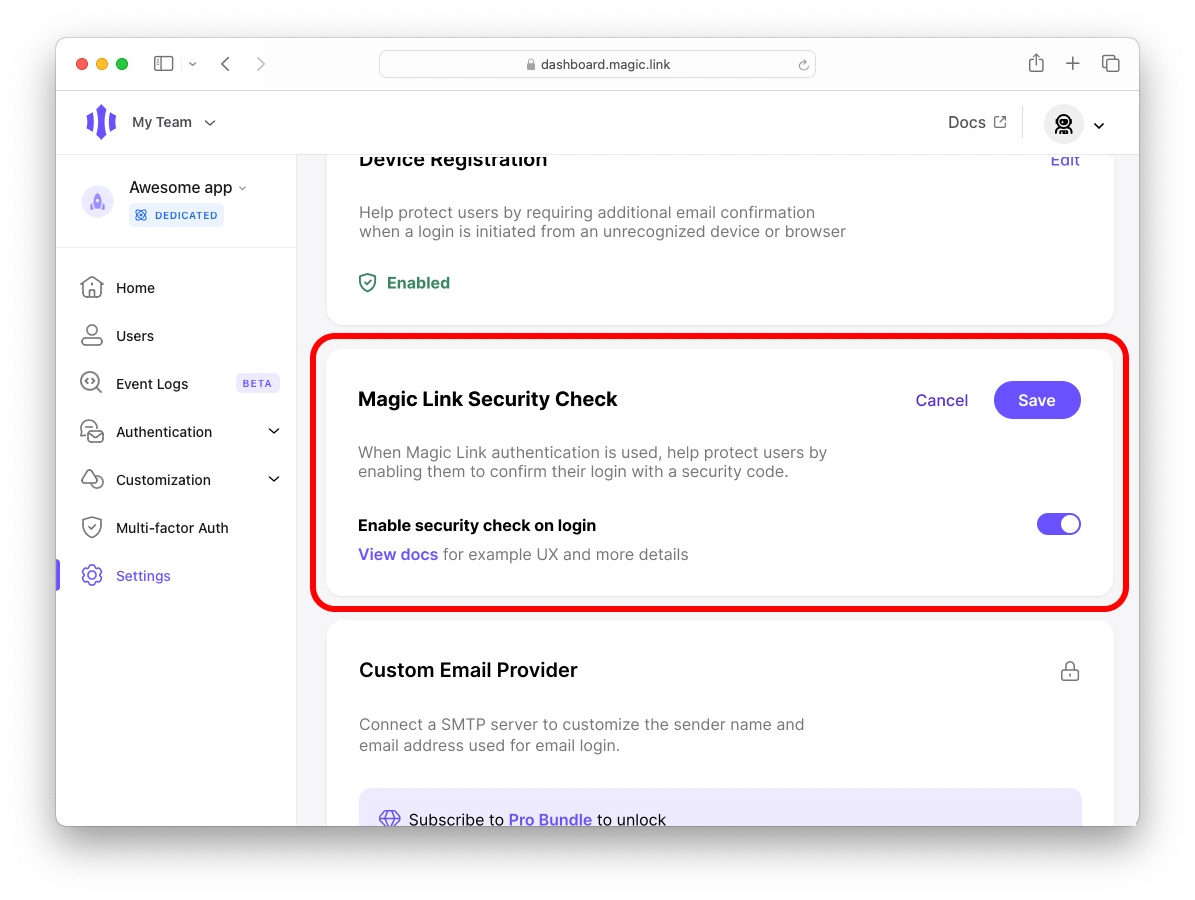 dashboard.magic.link
My Team
Docs
Awesome app
DEDICATED
Home
Users
Event Logs
BETA
Authentication
Customization
Multi-factor Auth
Settings
Device Registration
Edit
Help protect users by requiring additional email confirmation
when a login is initiated from an unrecognized device or browser
Enabled
Magic Link Security Check
Cancel
Save
When Magic Link authentication is used, help protect users by
enabling them to confirm their login with a security code.
Enable security check on login
View docs for example UX and more details
Custom Email Provider
Connect a SMTP server to customize the sender name and
email address used for email login.
Subscribe to Pro Bundle to unlock